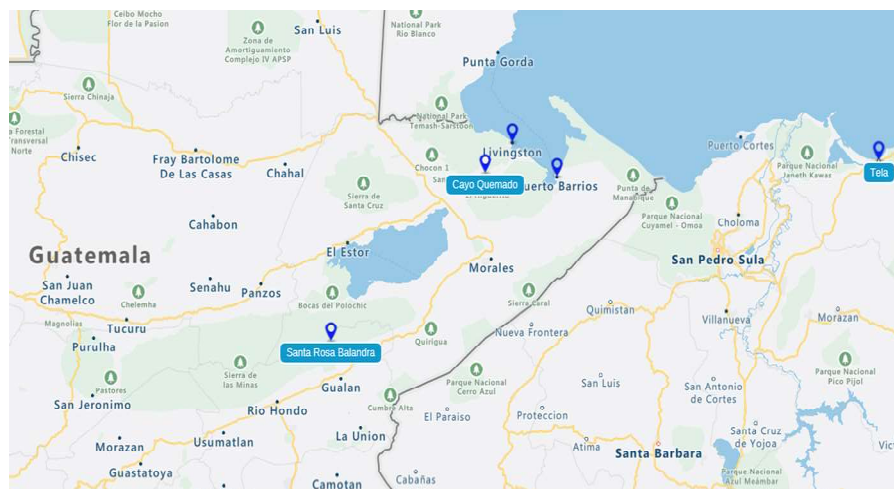 Ceibo Mocho
Flor de la Pasion
San Luis
National Park
Rio Blanco
Zona de
Amortiguamiento
Complejo IV APSP
Punta Gorda
Sierra Chinaja
National Park
Temash-Sarstoon
Forestal
Transversal
Norte
Chisec
Fray Bartolome
De Las Casas
Chahal
Chocon 1
Livingston
Cayo Quemado
Puerto Barrios
Puerto Cortes
Parque Nacional
Janeth Kawas
Tela
Sierra de
Santa Cruz
Punta de
Manabique
Parque Nacional
Cuyamel - Omoa
Choloma
Cahabon
Guatemala
El Estor
San Pedro Sula
Morales
San Juan
Chamelco
Chelemha
Senahu
Panzos
Bocas del Polochic
Sierra Caral
Quimistan
Magnolias
Tucuru
Purulha
Santa Rosa Balandra
Quirigua
Nueva Frontera
Villanueva
Morazan
Sierra de
las Minas
Pastores
San Jeronimo
Rio Hondo
Gualan
Cumbre Alta
Parque Nacional
Cerro Azul
San Luis
San Antonio
de Cortes
Parque Nacional
Pico Pijol
El Paraiso
Proteccion
Morazan
Usumatlan
La Union
Atima
Santa Barbara
Santa Cruz
de Yojoa
Guastatoya
Camotan
Cabañas
Parque Nacional
Azul Meámbar